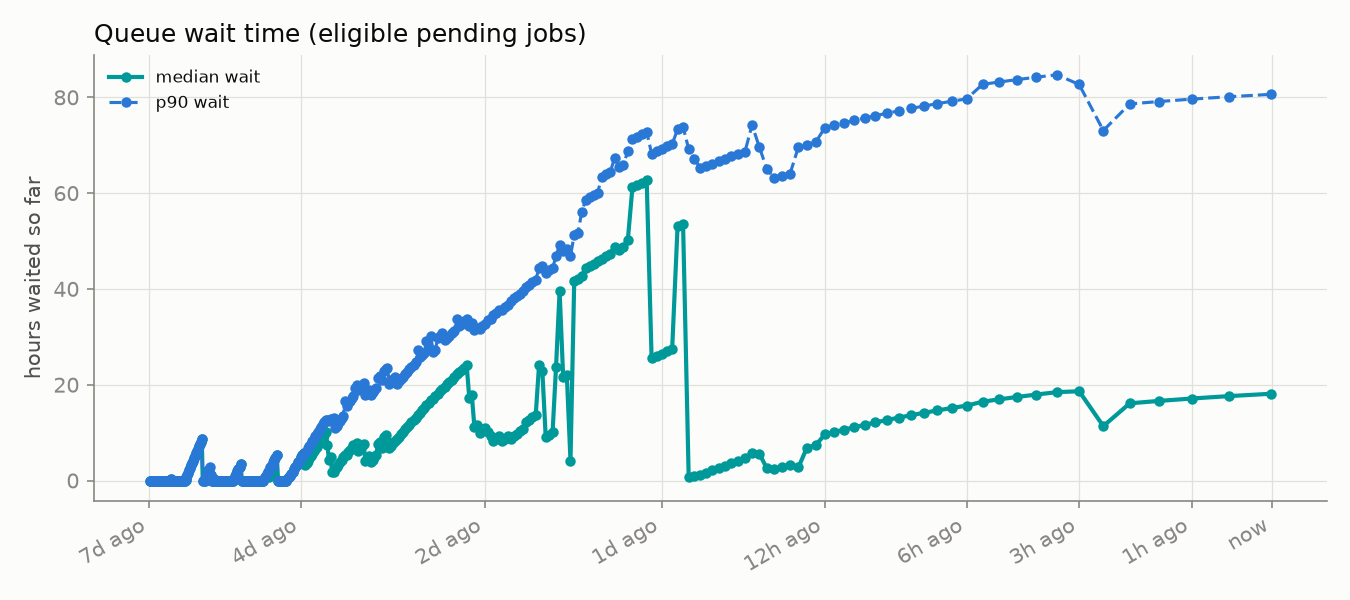 Queue wait time (eligible pending jobs)
median wait
p90 wait
hours waited so far
80
60
40
20
0
7d ago
4d ago
2d ago
1d ago
12h ago
6h ago
3h ago
1h ago
now